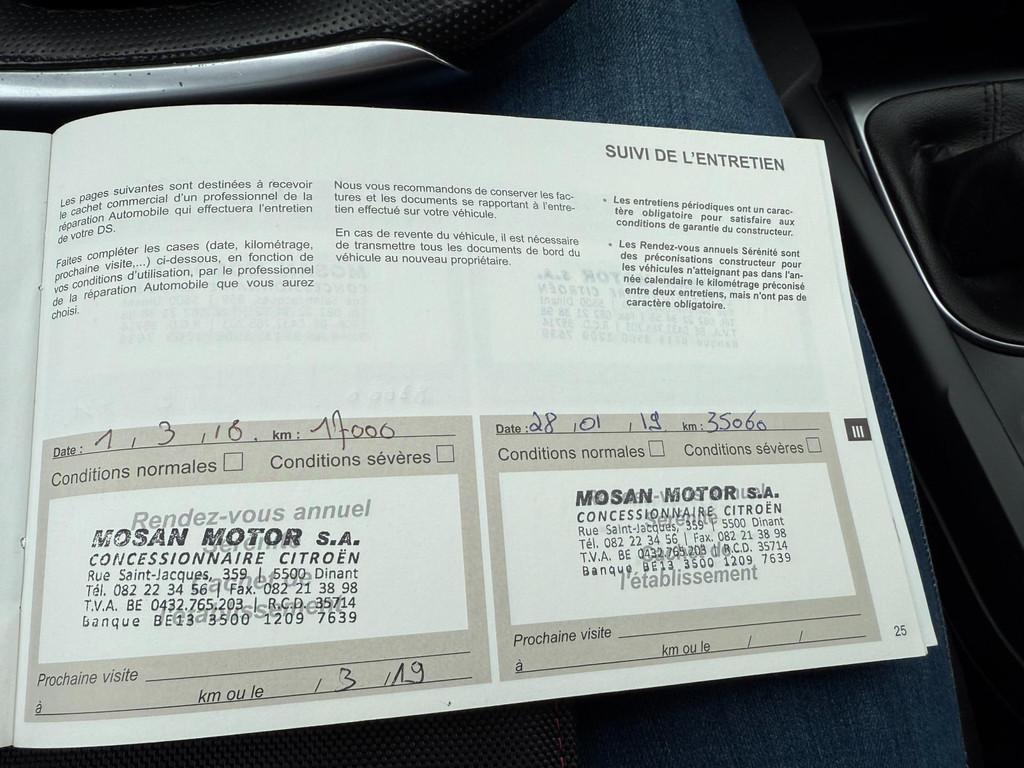 SUIVI DE L'ENTRETIEN
Les pages suivantes sont destinées à recevoir
le cachet commercial d'un professionnel de la
réparation Automobile qui effectuera l'entretien
de votre DS.
Faites compléter les cases (date, kilométrage,
prochaine visite,...) ci-dessous, en fonction de
vos conditions d'utilisation, par le professionnel
de la réparation Automobile que vous aurez
choisi.
Nous vous recommandons de conserver les fac-
tures et les documents se rapportant à l'entre-
tien effectué sur votre véhicule.
En cas de revente du véhicule, il est nécessaire
de transmettre tous les documents de bord du
véhicule au nouveau propriétaire.
• Les entretiens périodiques ont un carac-
tère obligatoire pour satisfaire aux
conditions de garantie du constructeur.
• Les Rendez-vous annuels Sérénité sont
des préconisations constructeur pour
les véhicules n'atteignant pas dans l'an-
née calendaire le kilométrage préconisé
entre deux entretiens, mais n'ont pas de
caractère obligatoire.
Date : 1 , 3 , 18 . km : 17000
Conditions normales Conditions sévères
Rendez-vous annuel
Sérénité
Cachet de
l'établissement
MOSAN MOTOR S.A.
CONCESSIONNAIRE CITROËN
Rue Saint-Jacques, 359 | 5500 Dinant
Tél. 082 22 34 56 | Fax. 082 21 38 98
T.V.A. BE 0432.765.203 | R.C.D. 35714
Banque BE13 3500 1209 7639
Prochaine visite
à km ou le / 3 / 19
Date : 28 / 01 / 19 km : 35060
Conditions normales Conditions sévères
Rendez-vous annuel
Sérénité
Cachet de
l'établissement
MOSAN MOTOR S.A.
CONCESSIONNAIRE CITROËN
Rue Saint-Jacques, 359 | 5500 Dinant
Tél. 082 22 34 56 | Fax. 082 21 38 98
T.V.A. BE 0432.765.203 | R.C.D. 35714
Banque BE13 3500 1209 7639
Prochaine visite
à km ou le / /
III
25